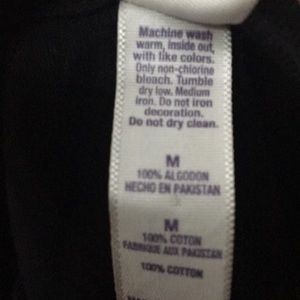 Machine wash
warm, inside out,
with like colors.
Only non-chlorine
bleach. Tumble
dry low. Medium
iron. Do not iron
decoration.
Do not dry clean.
M
100% ALGODON
HECHO EN PAKISTAN
M
100% COTON
FABRIQUE AUX PAKISTAN
100% COTTON